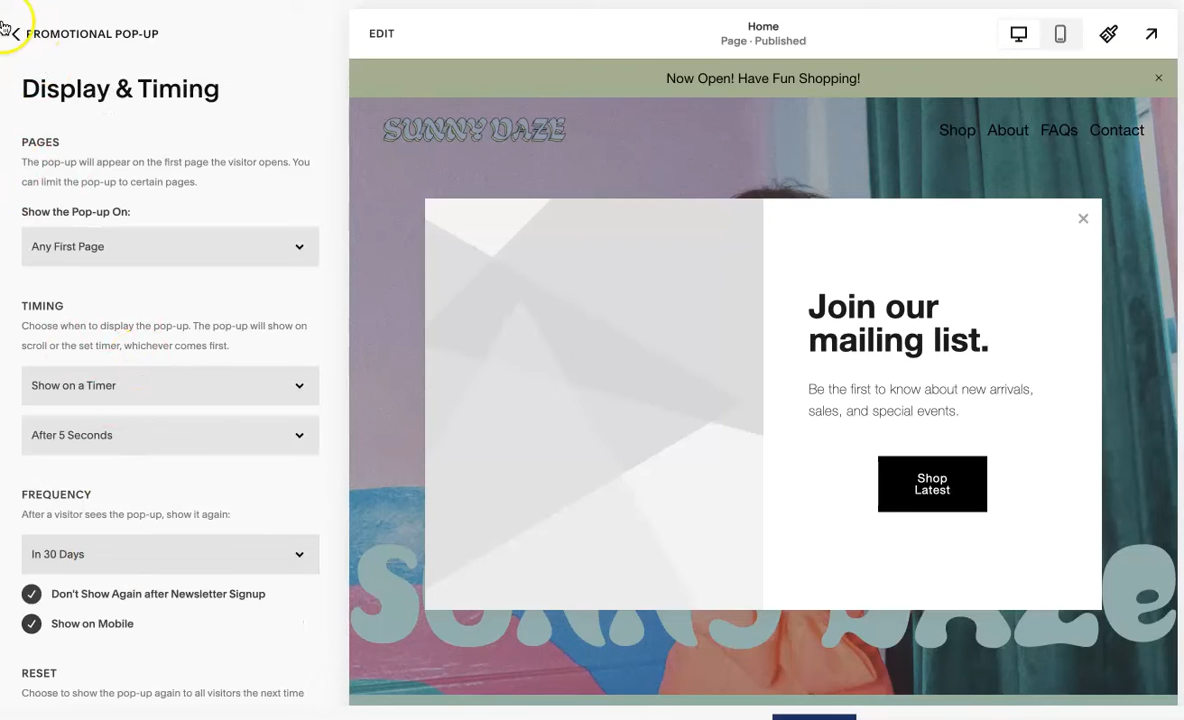 PROMOTIONAL POP-UP
Display & Timing
PAGES
The pop-up will appear on the first page the visitor opens. You
can limit the pop-up to certain pages.
Show the Pop-up On:
Any First Page
TIMING
Choose when to display the pop-up. The pop-up will show on
scroll or the set timer, whichever comes first.
Show on a Timer
After 5 Seconds
FREQUENCY
After a visitor sees the pop-up, show it again:
In 30 Days
Don't Show Again after Newsletter Signup
Show on Mobile
RESET
Choose to show the pop-up again to all visitors the next time
EDIT
Home
Page · Published
Now Open! Have Fun Shopping!
SUNNY DAZE
Shop About FAQs Contact
Join our
mailing list.
Be the first to know about new arrivals,
sales, and special events.
Shop
Latest
SUNNY DAZE